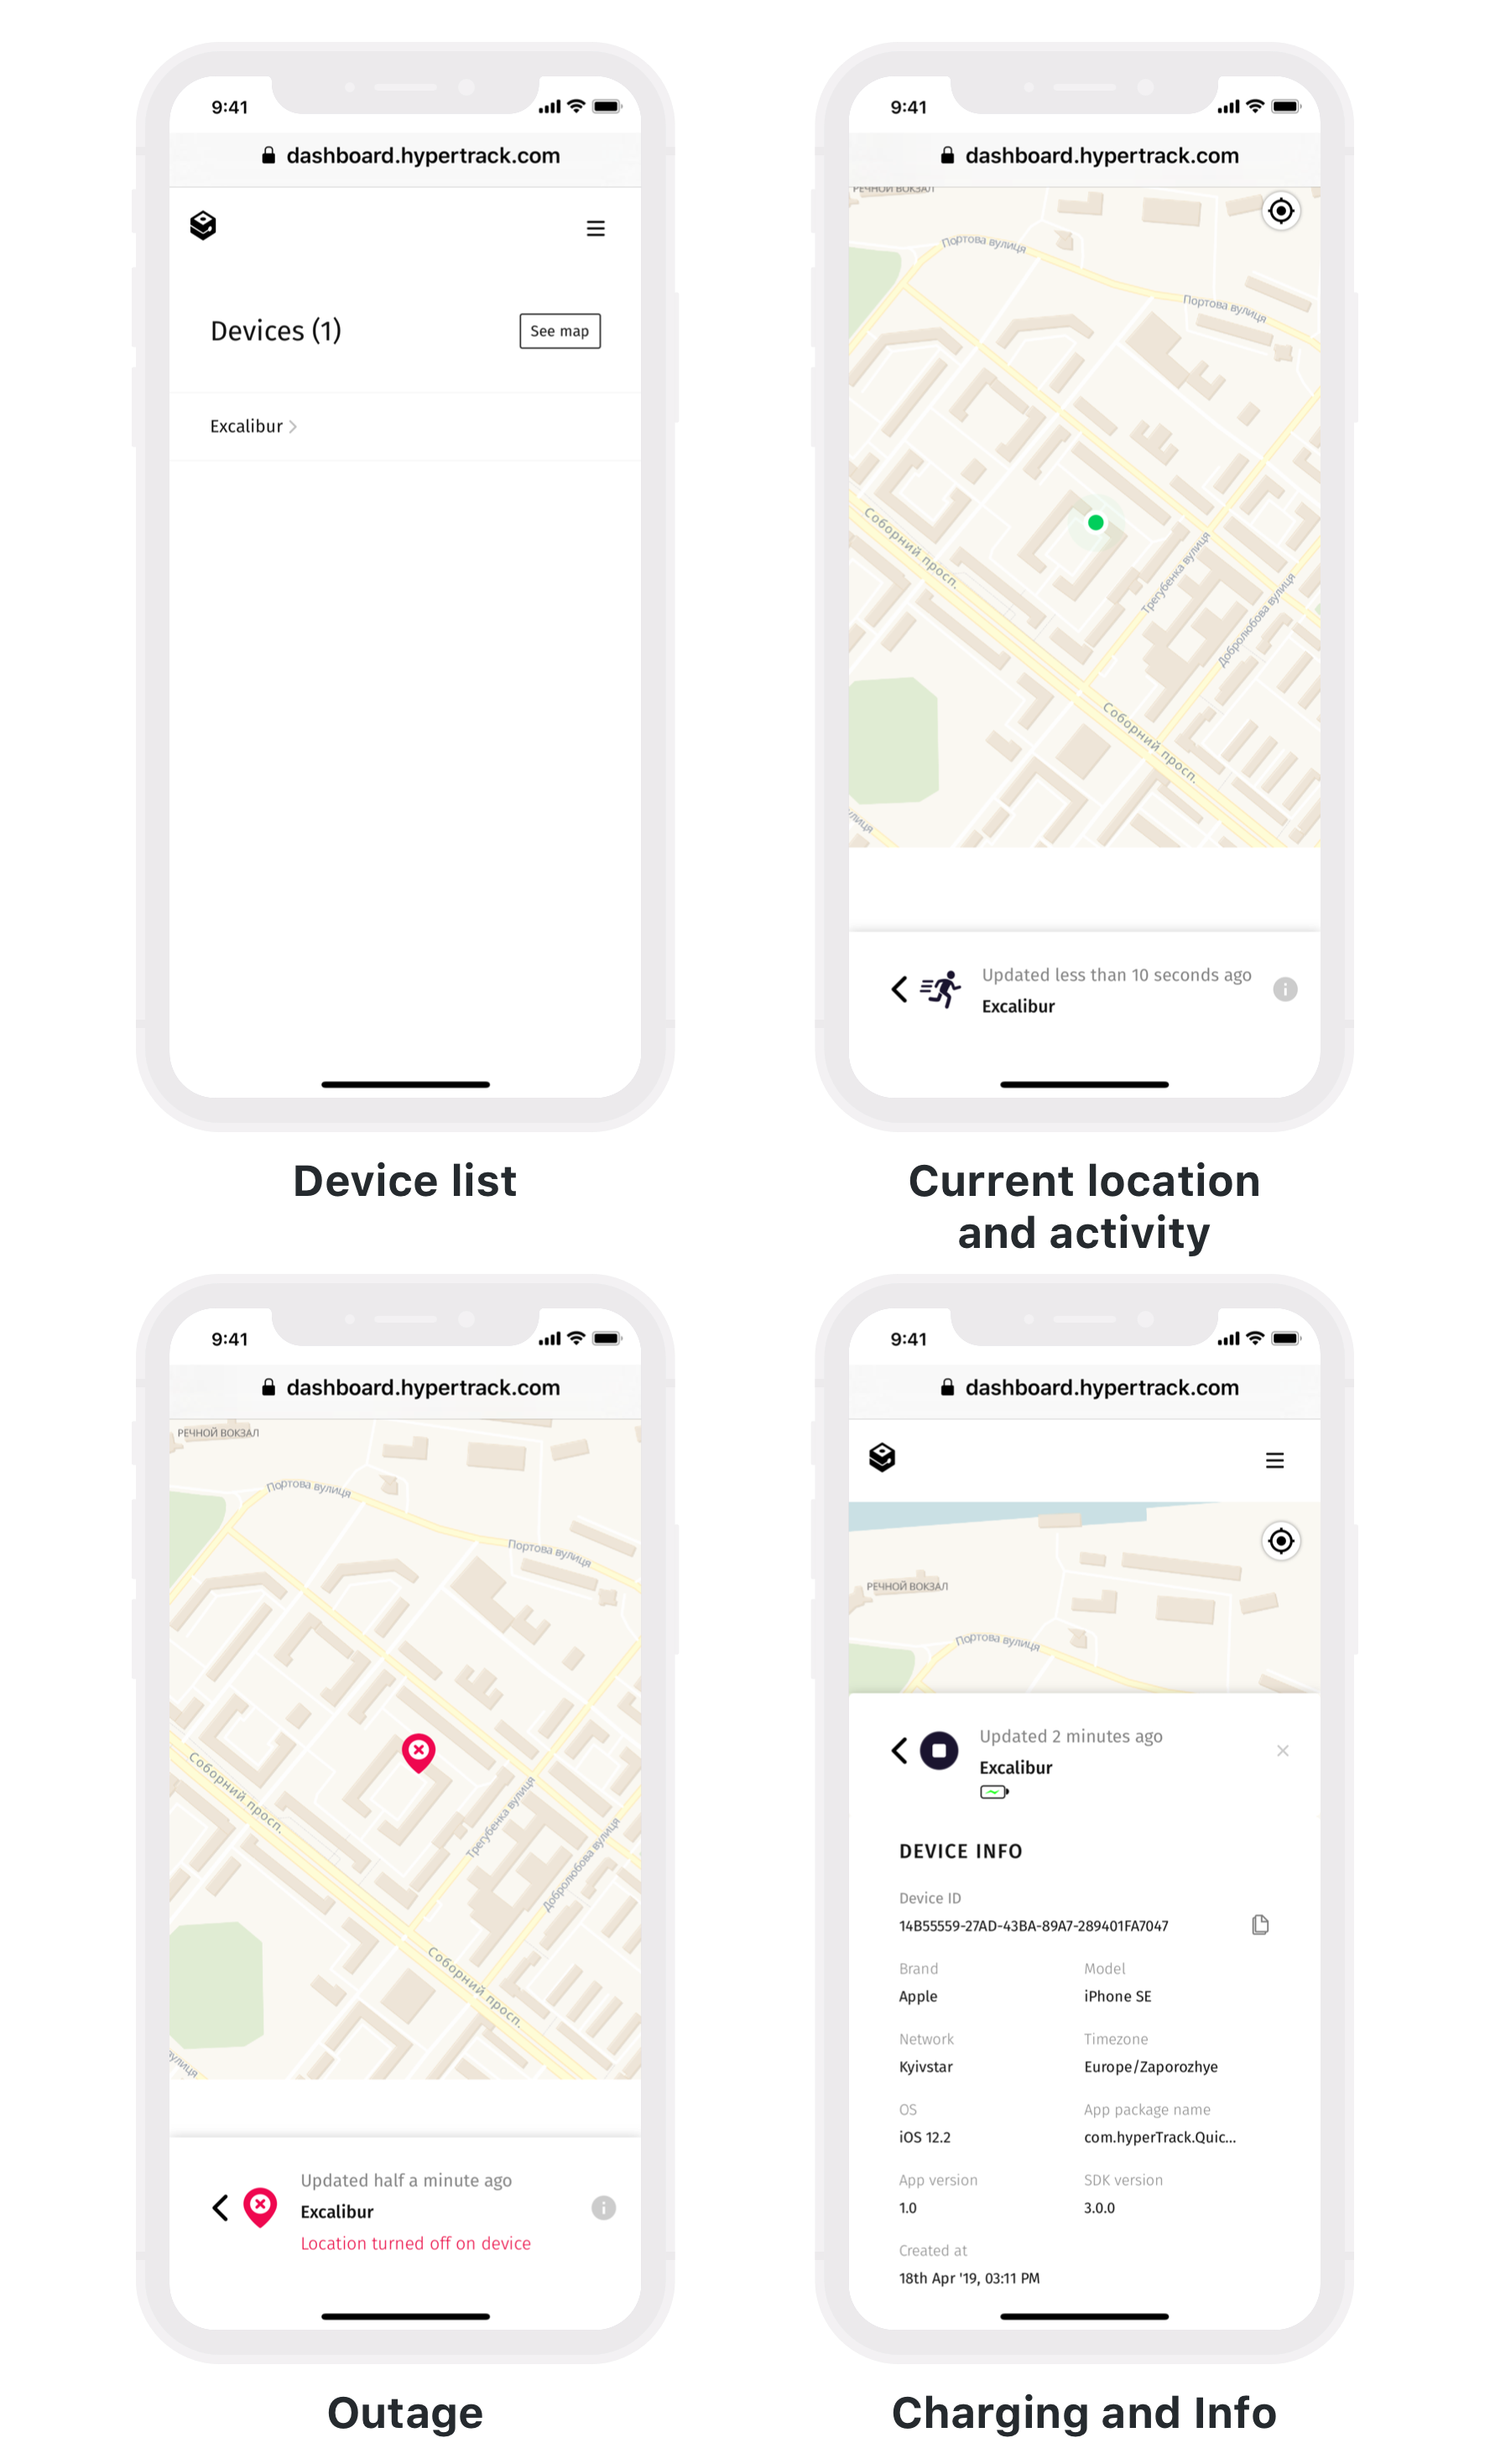 9:41
dashboard.hypertrack.com
Devices (1)
See map
Excalibur
Device list
9:41
dashboard.hypertrack.com
РЕЧНОЙ ВОКЗАЛ
Портова вулиця
Портова вулиця
Соборний просп.
Трегубенка вулиця
Добролюбова вулиця
Соборний просп.
улиця
Updated less than 10 seconds ago
Excalibur
Current location
and activity
9:41
dashboard.hypertrack.com
РЕЧНОЙ ВОКЗАЛ
Портова вулиця
Портова вулиця
Соборний просп.
Трегубенка вулиця
Добролюбова вулиця
Соборний просп.
улиця
Updated half a minute ago
Excalibur
Location turned off on device
Outage
9:41
dashboard.hypertrack.com
РЕЧНОЙ ВОКЗАЛ
Портова вулиця
Updated 2 minutes ago
Excalibur
DEVICE INFO
Device ID
14B55559-27AD-43BA-89A7-289401FA7047
Brand Model
Apple iPhone SE
Network Timezone
Kyivstar Europe/Zaporozhye
OS App package name
iOS 12.2 com.hyperTrack.Quic...
App version SDK version
1.0 3.0.0
Created at
18th Apr '19, 03:11 PM
Charging and Info